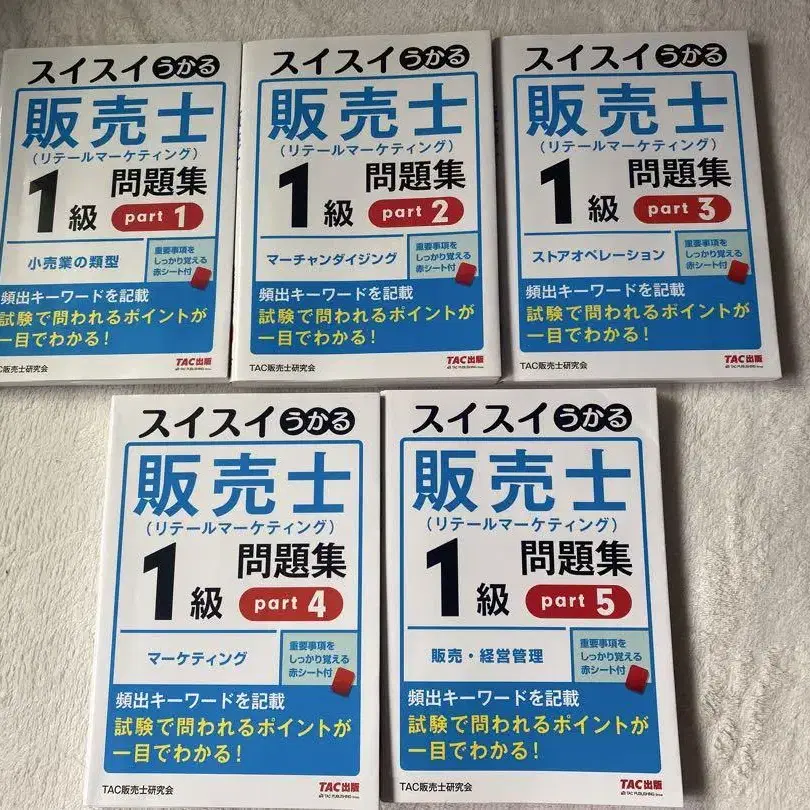 スイスイうかる
販売士
(リテールマーケティング)
1級 問題集
part 1
小売業の類型
重要事項を
しっかり覚える
赤シート付
頻出キーワードを記載
試験で問われるポイントが
一目でわかる!
C販売士研究会
TAC出版
TAC PUBLISHING Group
スイスイうかる
販売士
(リテールマーケティング)
1級 問題集
part 2
マーチャンダイジング
重要事項を
しっかり覚える
赤シート付
頻出キーワードを記載
試験で問われるポイントが
一目でわかる!
TAC販売士研究会
TAC出版
TAC PUBLISHING Group
スイスイうかる
販売士
(リテールマーケティング)
1級 問題集
part 3
ストアオペレーション
重要事項を
しっかり覚える
赤シート付
頻出キーワードを記載
試験で問われるポイントが
一目でわかる!
TAC販売士研究会
TAC出版
TAC PUBLISHING Group
スイスイうかる
販売士
(リテールマーケティング)
1級 問題集
part 4
マーケティング
重要事項を
しっかり覚える
赤シート付
頻出キーワードを記載
試験で問われるポイントが
一目でわかる!
TAC販売士研究会
TAC出版
TAC PUBLISHING Group
スイスイうかる
販売士
(リテールマーケティング)
1級 問題集
part 5
販売・経営管理
重要事項を
しっかり覚える
赤シート付
頻出キーワードを記載
試験で問われるポイントが
一目でわかる!
TAC販売士研究会
TAC出版
TAC PUBLISHING Group